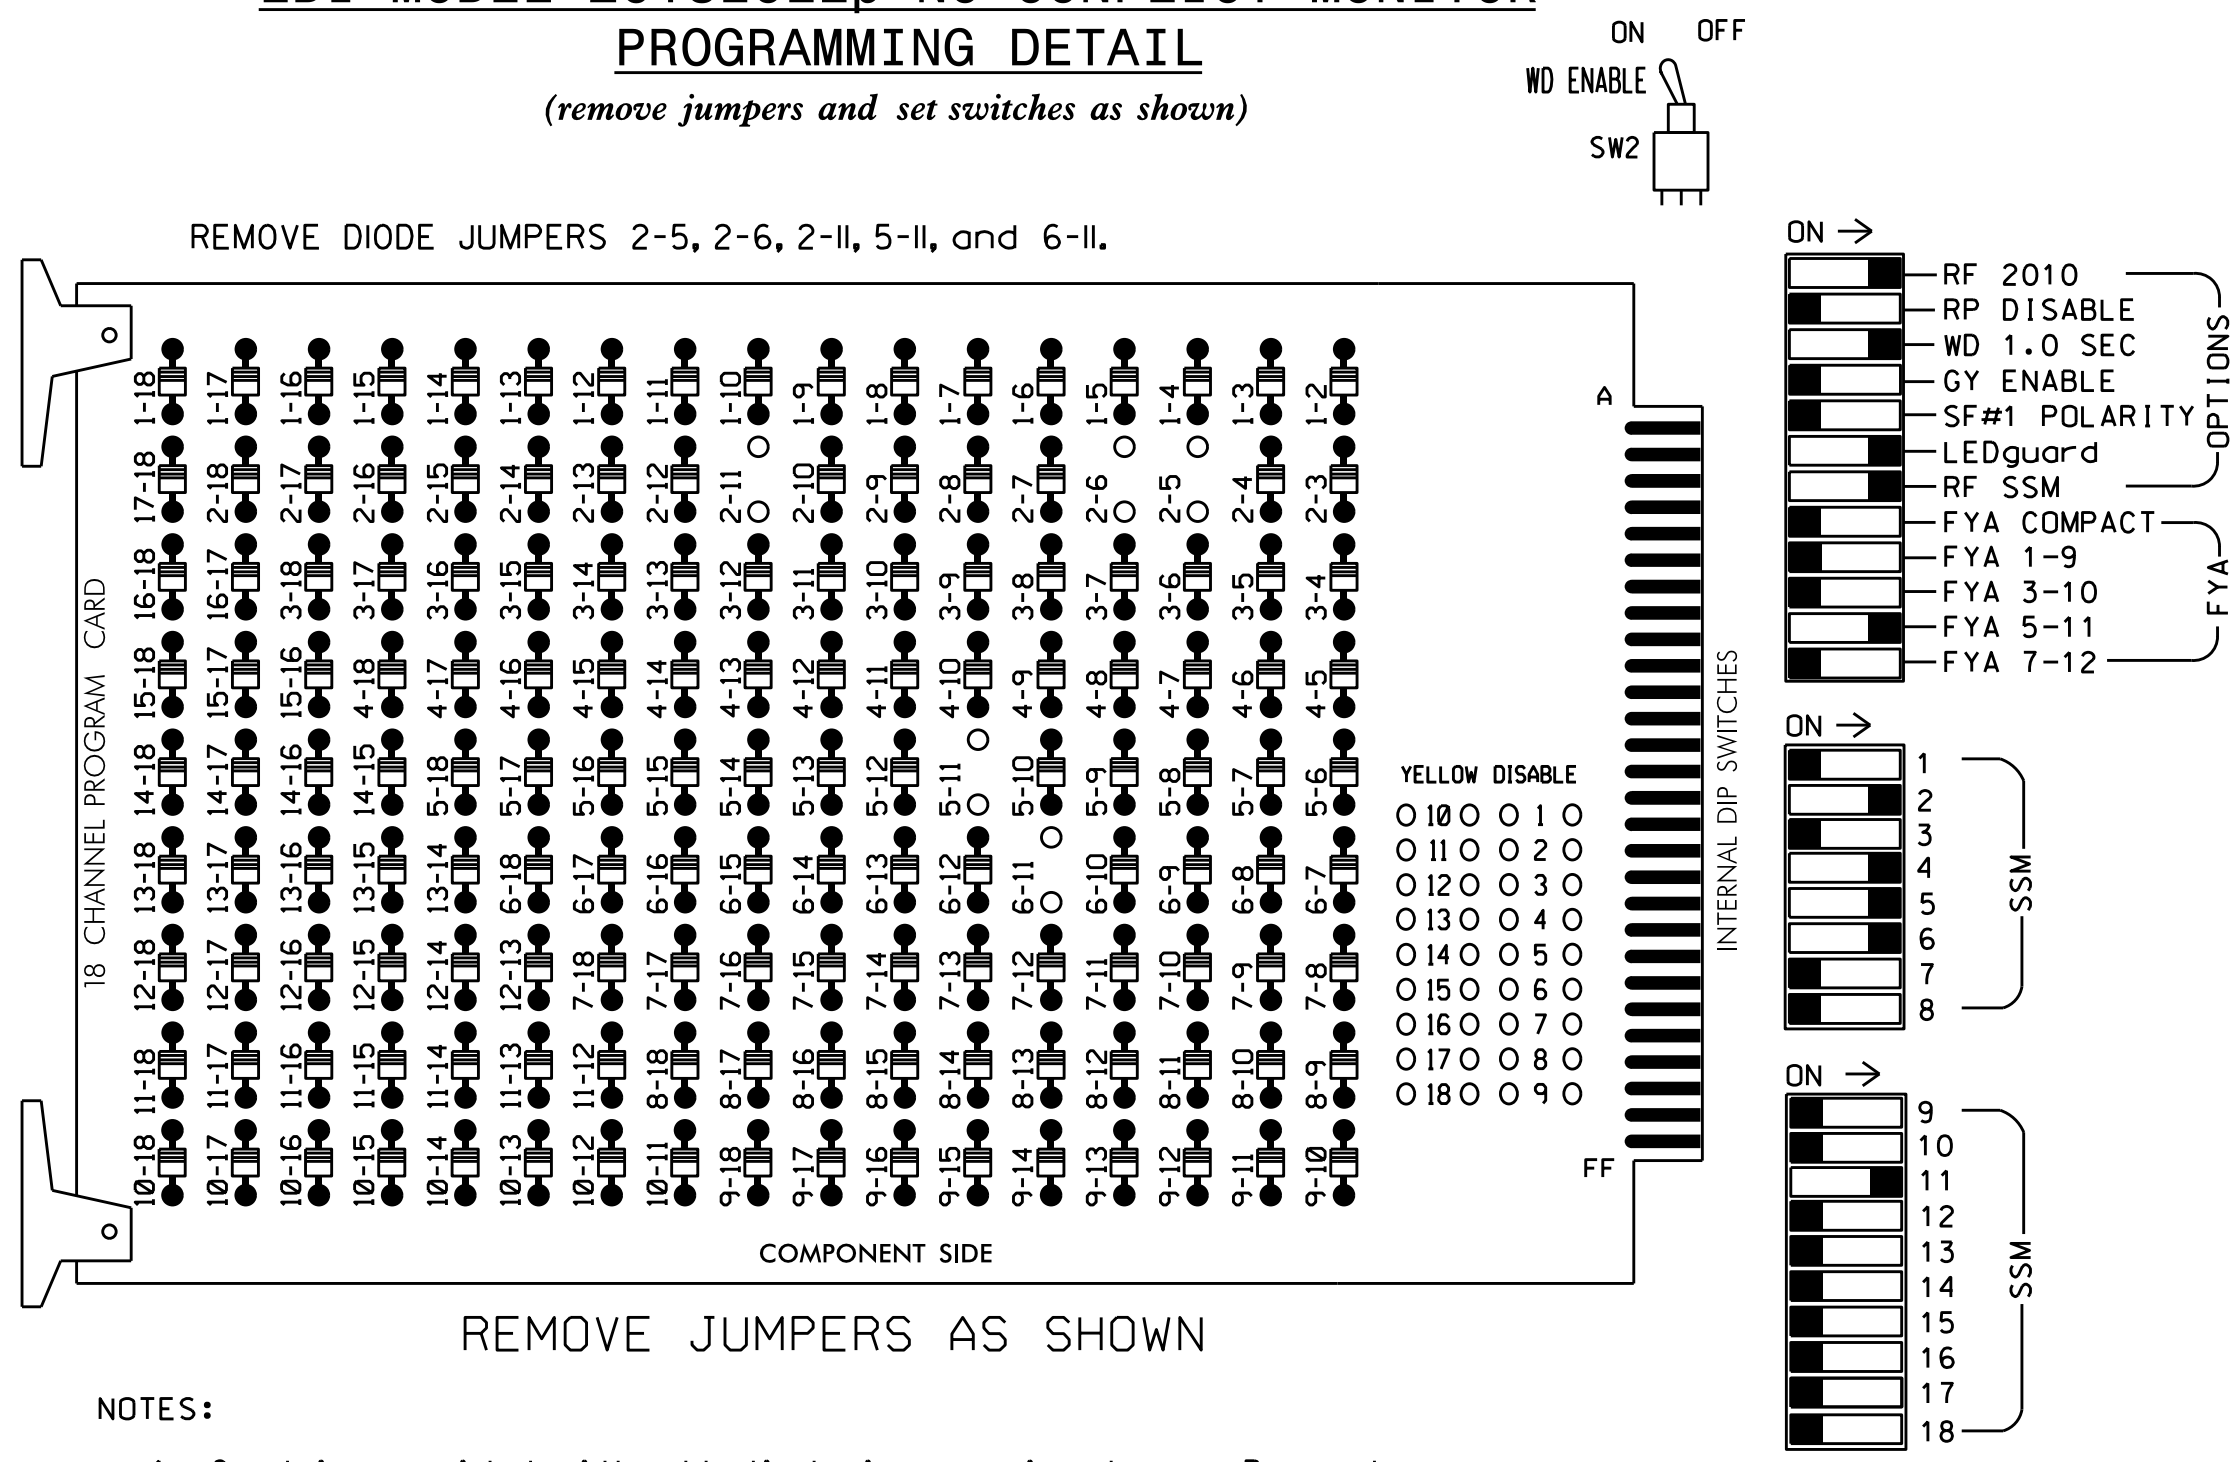 PROGRAMMING DETAIL
(remove jumpers and set switches as shown)
ON OFF
WD ENABLE
SW2
REMOVE DIODE JUMPERS 2-5, 2-6, 2-11, 5-11, and 6-11.
18 CHANNEL PROGRAM CARD
1-18 1-17 1-16 1-15 1-14 1-13 1-12 1-11 1-10 1-9 1-8 1-7 1-6 1-5 1-4 1-3 1-2
17-18 2-18 2-17 2-16 2-15 2-14 2-13 2-12 2-11 2-10 2-9 2-8 2-7 2-6 2-5 2-4 2-3
16-18 16-17 3-18 3-17 3-16 3-15 3-14 3-13 3-12 3-11 3-10 3-9 3-8 3-7 3-6 3-5 3-4
15-18 15-17 15-16 4-18 4-17 4-16 4-15 4-14 4-13 4-12 4-11 4-10 4-9 4-8 4-7 4-6 4-5
14-18 14-17 14-16 14-15 5-18 5-17 5-16 5-15 5-14 5-13 5-12 5-11 5-10 5-9 5-8 5-7 5-6
13-18 13-17 13-16 13-15 13-14 6-18 6-17 6-16 6-15 6-14 6-13 6-12 6-11 6-10 6-9 6-8 6-7
12-18 12-17 12-16 12-15 12-14 12-13 7-18 7-17 7-16 7-15 7-14 7-13 7-12 7-11 7-10 7-9 7-8
11-18 11-17 11-16 11-15 11-14 11-13 11-12 8-18 8-17 8-16 8-15 8-14 8-13 8-12 8-11 8-10 8-9
10-18 10-17 10-16 10-15 10-14 10-13 10-12 10-11 9-18 9-17 9-16 9-15 9-14 9-13 9-12 9-11 9-10
COMPONENT SIDE
A
FF
YELLOW DISABLE
10 1
11 2
12 3
13 4
14 5
15 6
16 7
17 8
18 9
INTERNAL DIP SWITCHES
ON →
RF 2010
RP DISABLE
WD 1.0 SEC
GY ENABLE
SF#1 POLARITY
LEDguard
RF SSM
OPTIONS
FYA COMPACT
FYA 1-9
FYA 3-10
FYA 5-11
FYA 7-12
FYA
ON →
1
2
3
4
5
6
7
8
SSM
ON →
9
10
11
12
13
14
15
16
17
18
SSM
REMOVE JUMPERS AS SHOWN
NOTES: